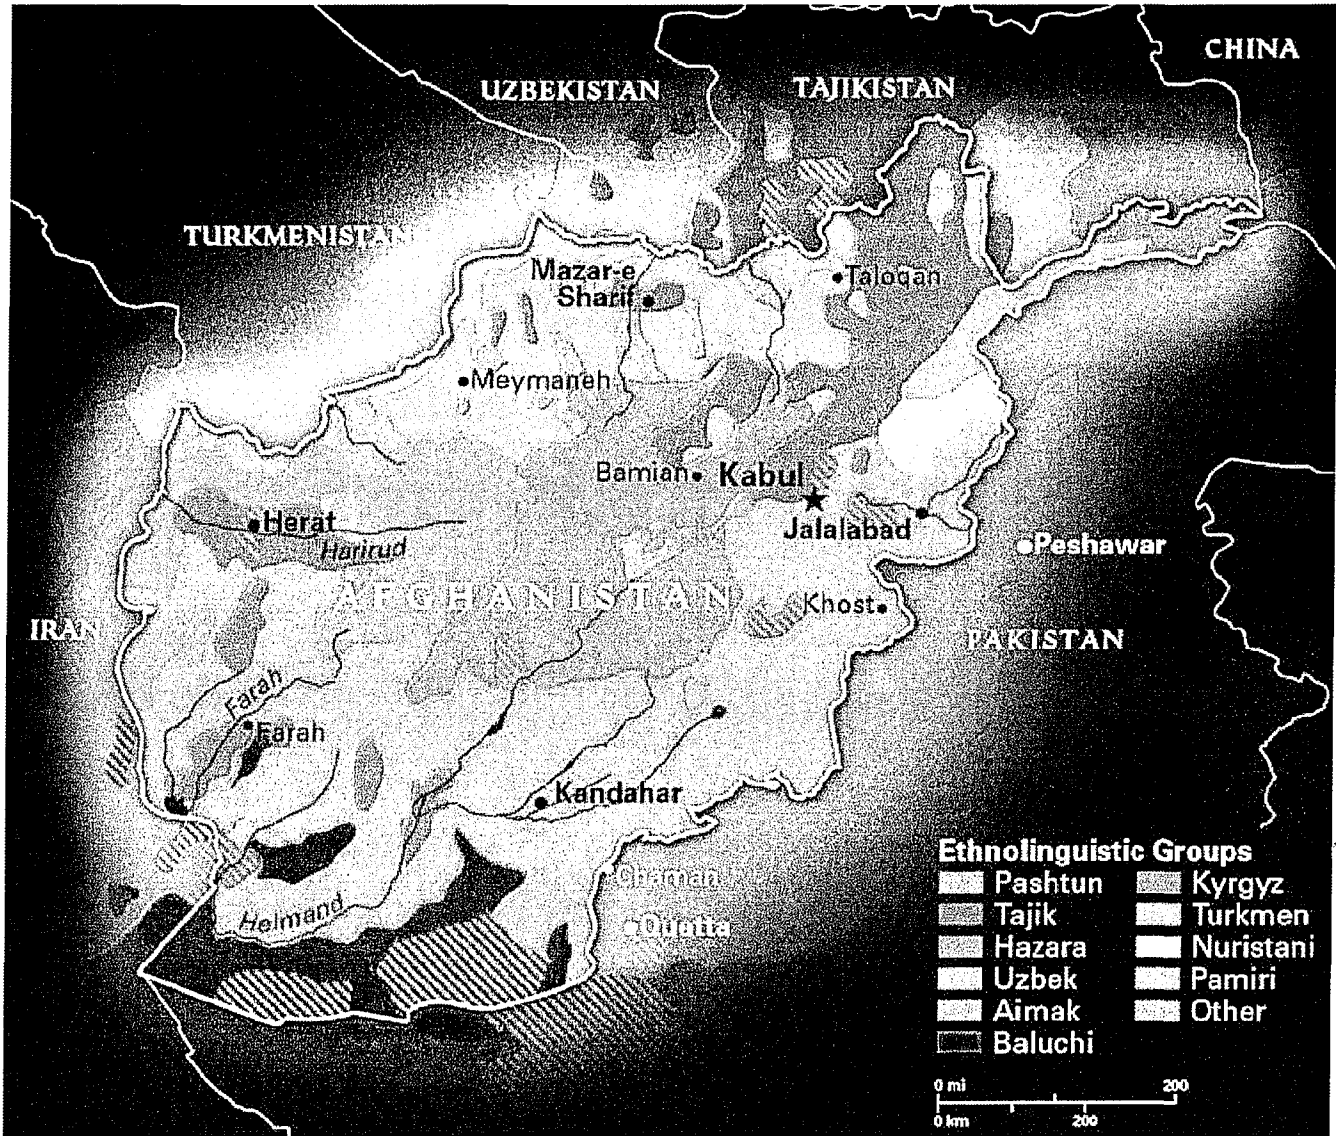 CHINA
UZBEKISTAN
TAJIKISTAN
TURKMENISTAN
Mazar-e
Sharif
Taloqan
Meymaneh
Bamian
Kabul
Herat
Harirud
Jalalabad
Peshawar
AFGHANISTAN
Khost
IRAN
PAKISTAN
Farah
Farah
Kandahar
Chaman
Helmand
Quatta
Ethnolinguistic Groups
Pashtun
Tajik
Hazara
Uzbek
Aimak
Baluchi
Kyrgyz
Turkmen
Nuristani
Pamiri
Other
0 mi 200
0 km 200